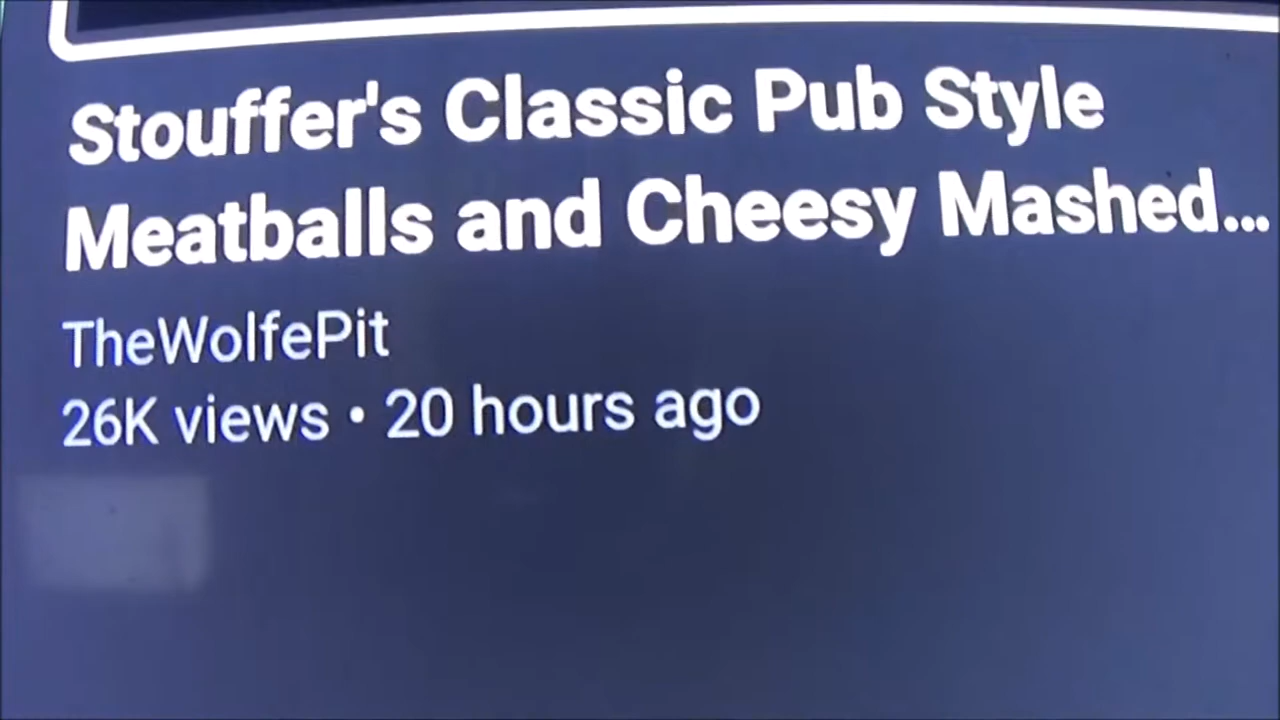 Stouffer's Classic Pub Style
Meatballs and Cheesy Mashed...
TheWolfePit
26K views • 20 hours ago